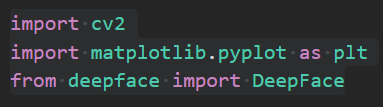 import cv2
import matplotlib.pyplot as plt
from deepface import DeepFace